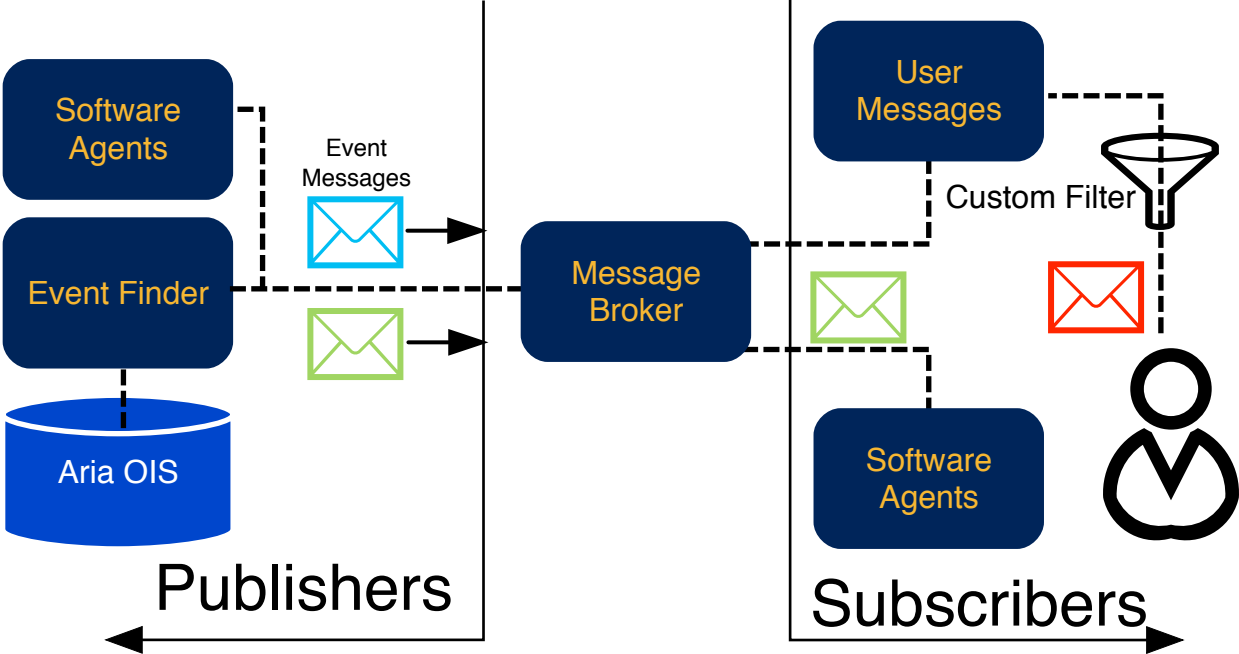 Software
Agents
Event Finder
Aria OIS
Event
Messages
Publishers
Message
Broker
User
Messages
Custom Filter
Software
Agents
Subscribers